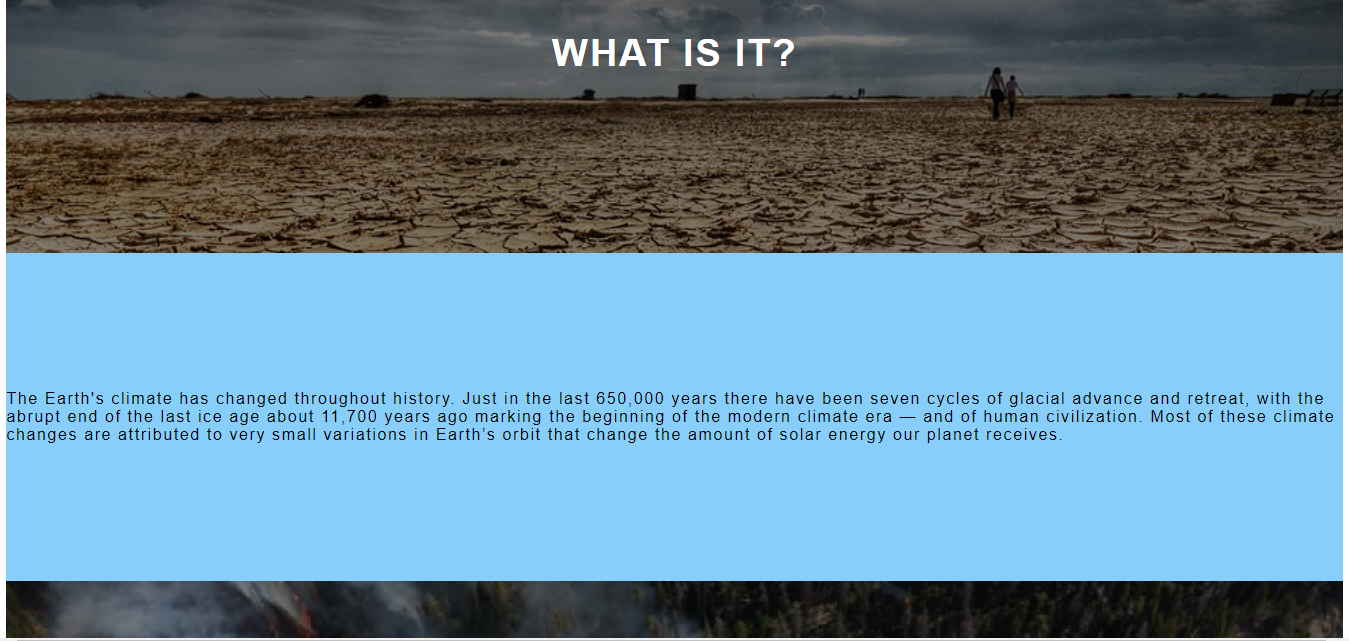 WHAT IS IT?
The Earth's climate has changed throughout history. Just in the last 650,000 years there have been seven cycles of glacial advance and retreat, with the
abrupt end of the last ice age about 11,700 years ago marking the beginning of the modern climate era — and of human civilization. Most of these climate
changes are attributed to very small variations in Earth’s orbit that change the amount of solar energy our planet receives.